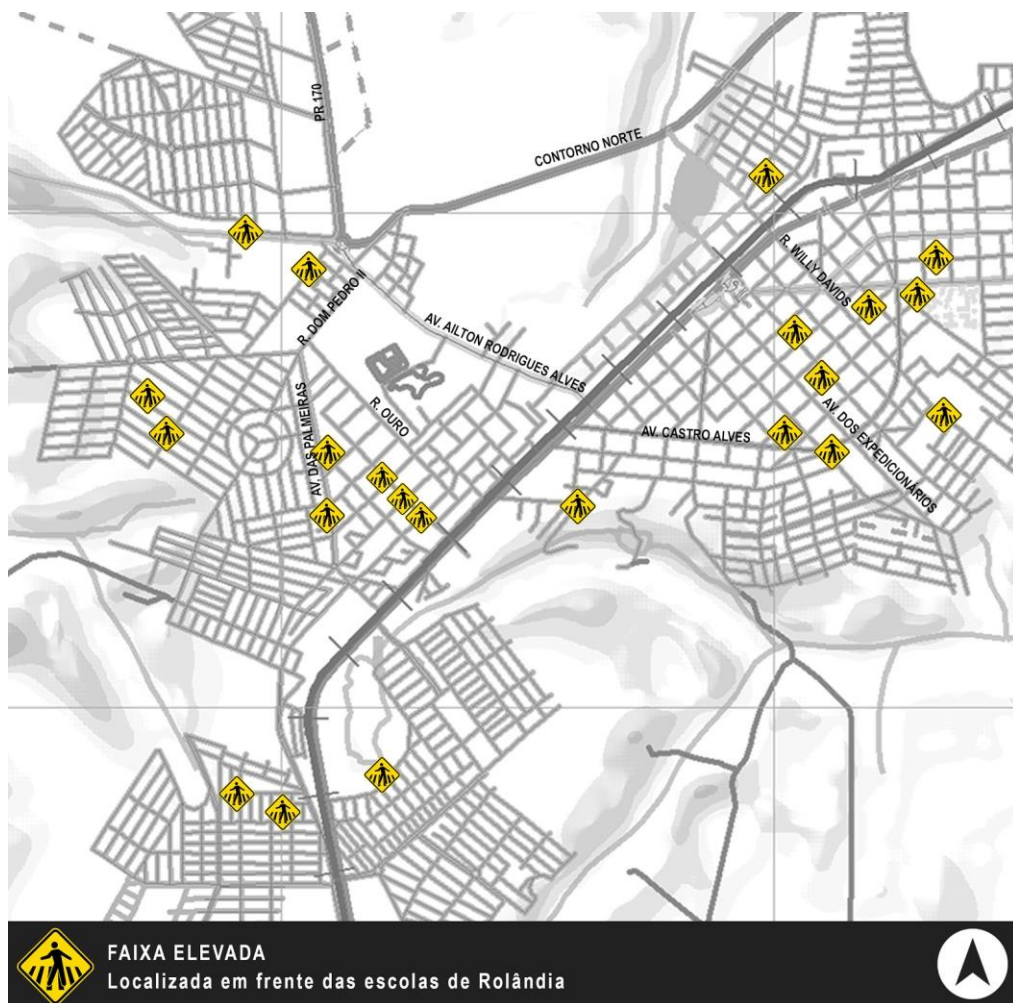 PR 170
CONTORNO NORTE
R. WILLY DAVIDS
R. DOM PEDRO II
AV. AILTON RODRIGUES ALVES
R. OURO
AV. DAS PALMEIRAS
AV. CASTRO ALVES
AV. DOS EXPEDICIONÁRIOS
FAIXA ELEVADA
Localizada em frente das escolas de Rolândia